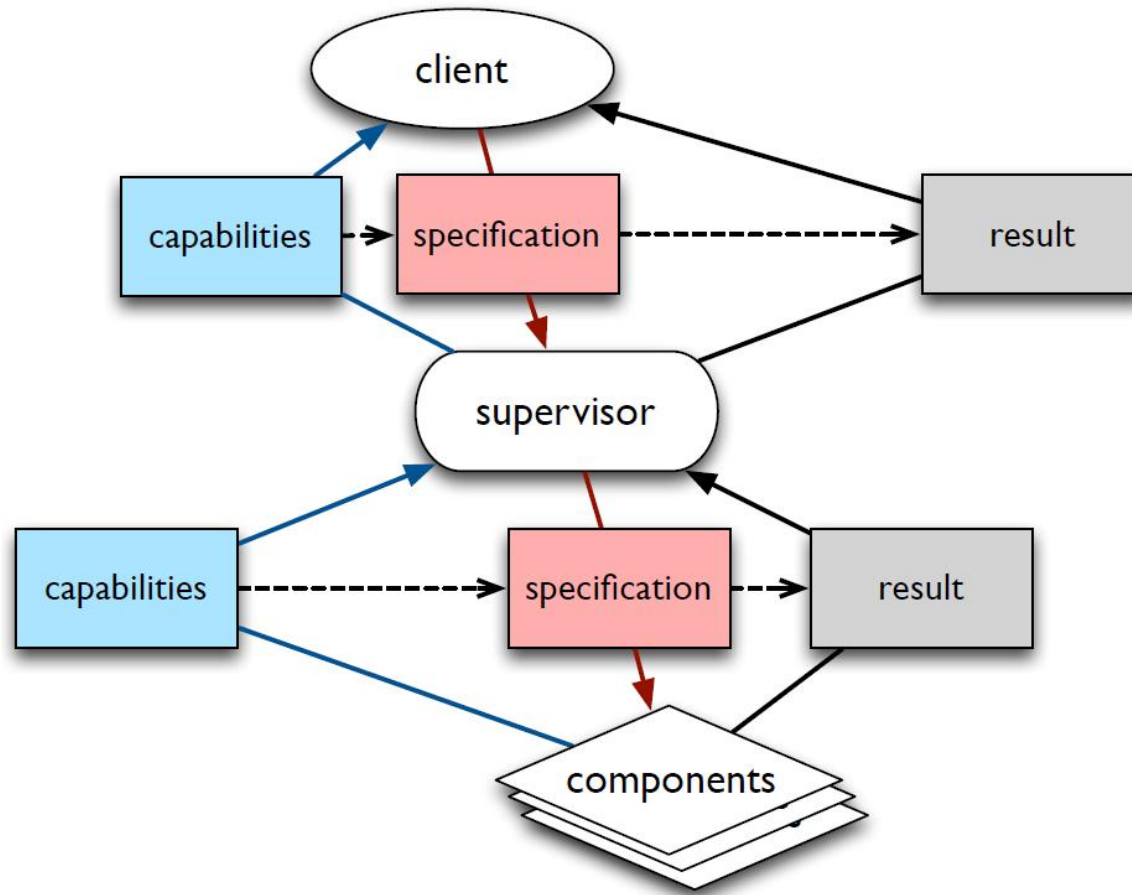 client
capabilities
specification
result
supervisor
capabilities
specification
result
components